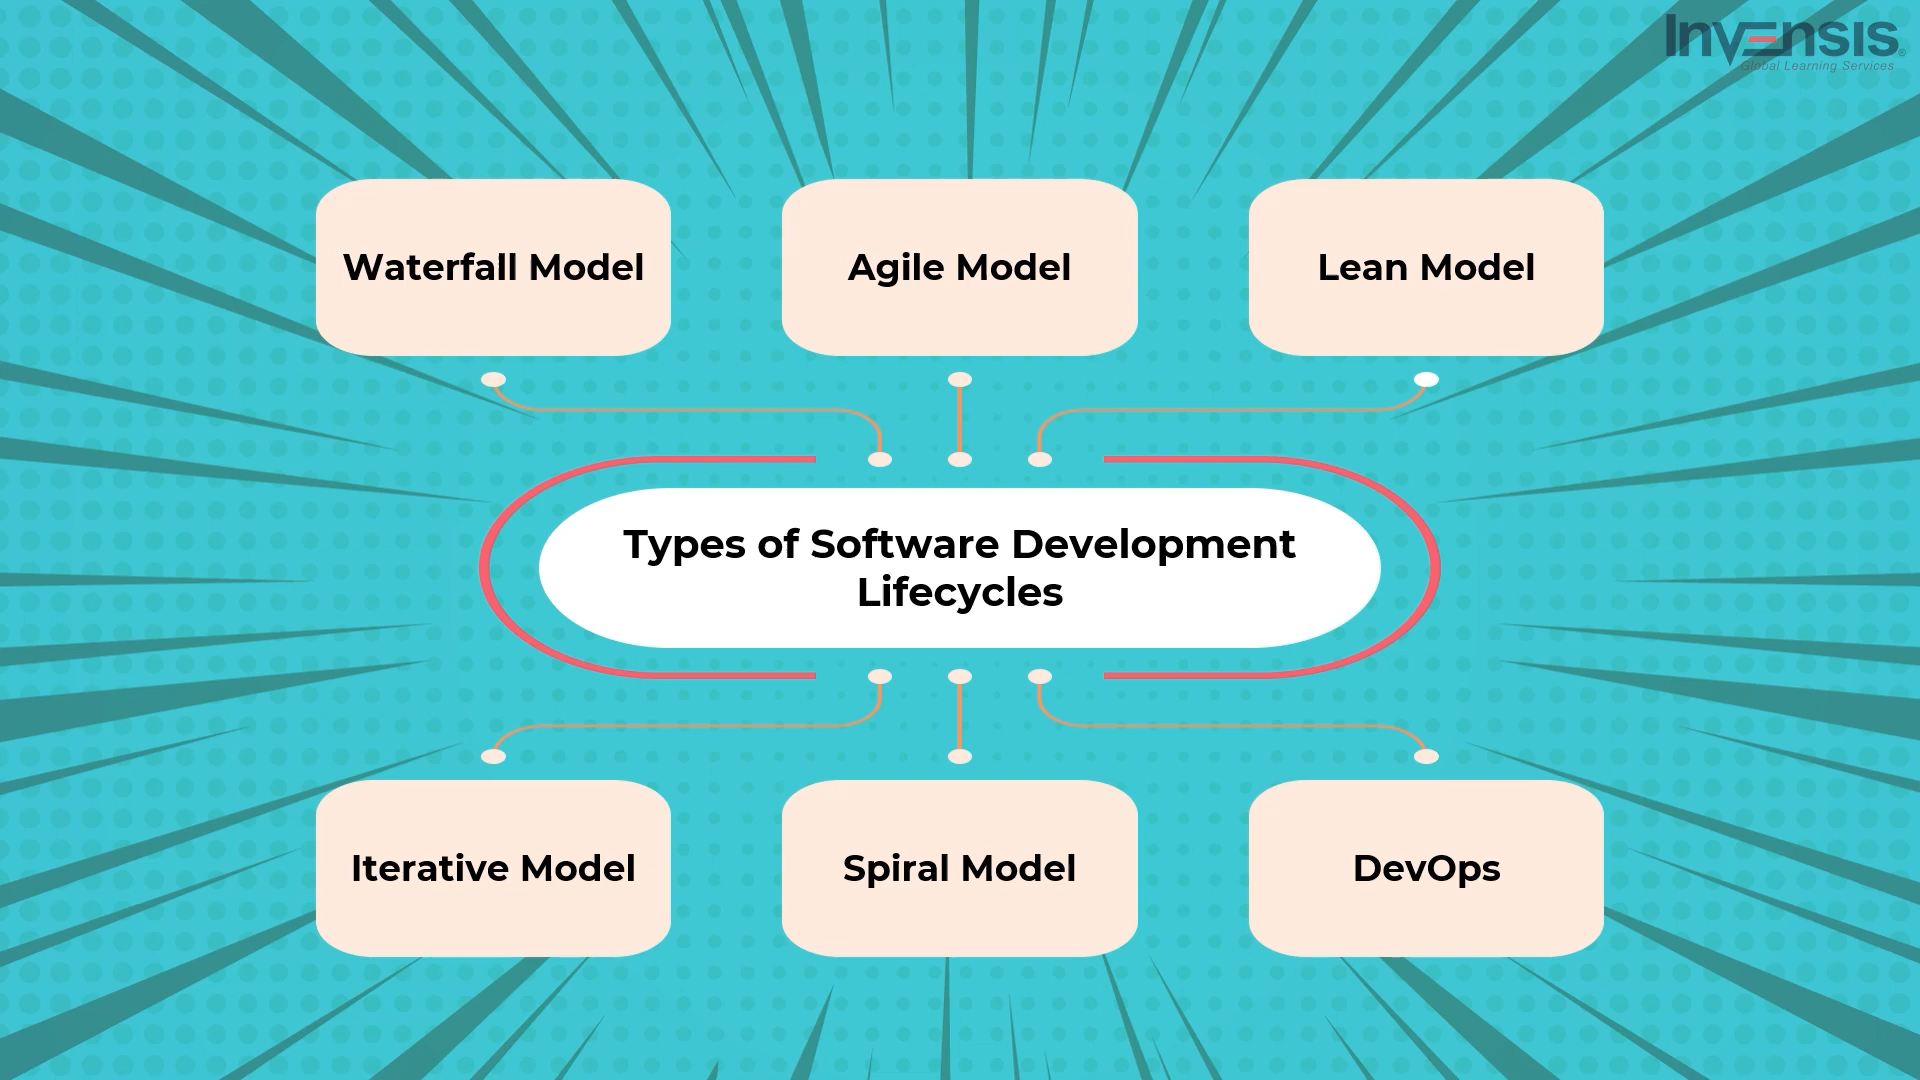 Invensis®
Global Learning Services
Waterfall Model
Agile Model
Lean Model
Types of Software Development
Lifecycles
Iterative Model
Spiral Model
DevOps